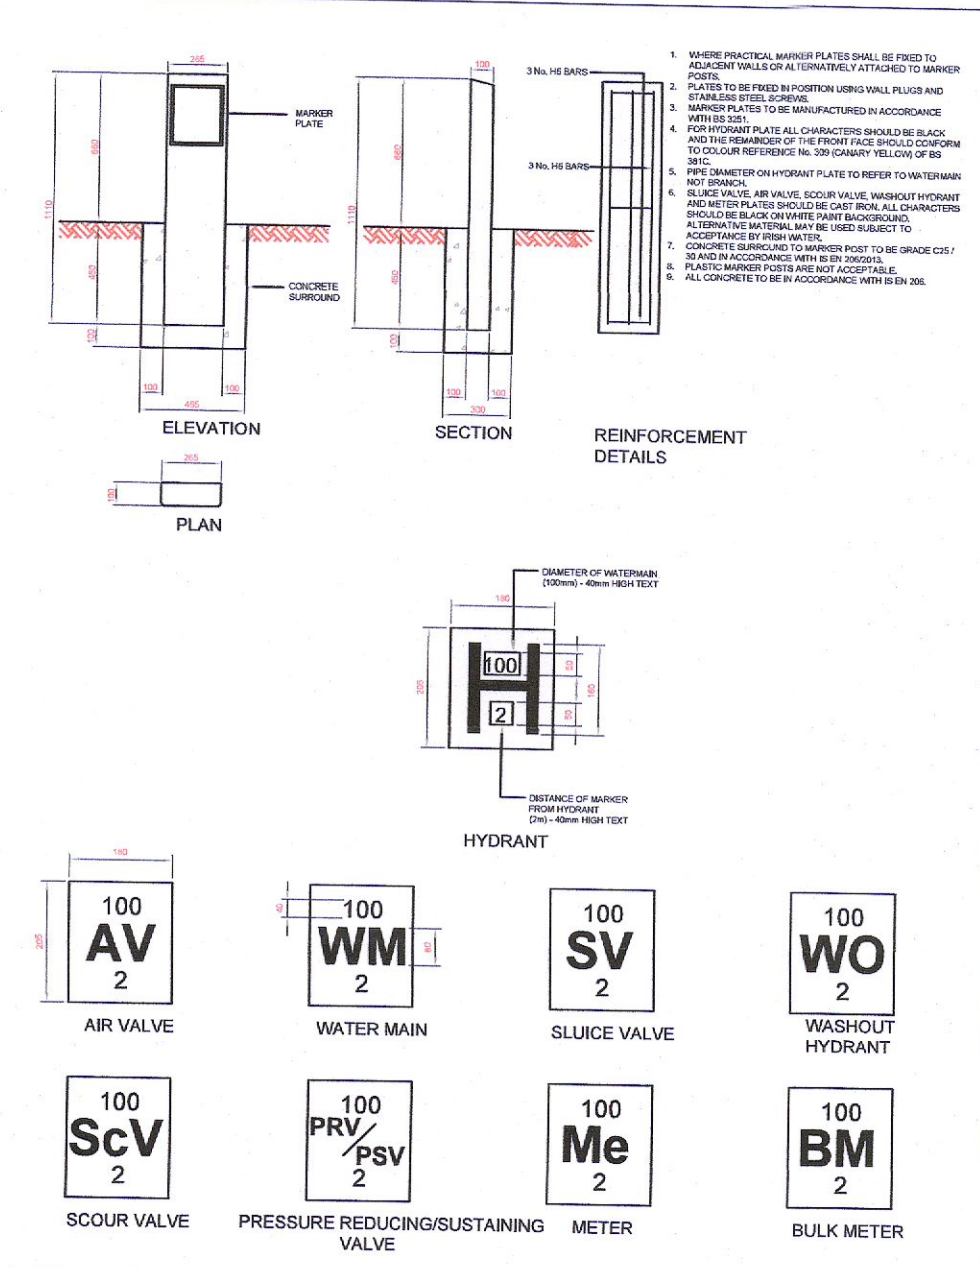 265
100
3 No. H6 BARS
MARKER
PLATE
660
660
1110
1110
3 No. H6 BARS
450
450
CONCRETE
SURROUND
100
100
100
100
100
100
465
300
ELEVATION
SECTION
REINFORCEMENT
DETAILS
1. WHERE PRACTICAL MARKER PLATES SHALL BE FIXED TO
ADJACENT WALLS OR ALTERNATIVELY ATTACHED TO MARKER
POSTS.
2. PLATES TO BE FIXED IN POSITION USING WALL PLUGS AND
STAINLESS STEEL SCREWS.
3. MARKER PLATES TO BE MANUFACTURED IN ACCORDANCE
WITH BS 3251.
4. FOR HYDRANT PLATE ALL CHARACTERS SHOULD BE BLACK
AND THE REMAINDER OF THE FRONT FACE SHOULD CONFORM
TO COLOUR REFERENCE No. 309 (CANARY YELLOW) OF BS
381C.
5. PIPE DIAMETER ON HYDRANT PLATE TO REFER TO WATERMAIN
NOT BRANCH.
6. SLUICE VALVE, AIR VALVE, SCOUR VALVE, WASHOUT HYDRANT
AND METER PLATES SHOULD BE CAST IRON. ALL CHARACTERS
SHOULD BE BLACK ON WHITE PAINT BACKGROUND.
ALTERNATIVE MATERIAL MAY BE USED SUBJECT TO
ACCEPTANCE BY IRISH WATER.
7. CONCRETE SURROUND TO MARKER POST TO BE GRADE C25 /
30 AND IN ACCORDANCE WITH IS EN 206/2013.
8. PLASTIC MARKER POSTS ARE NOT ACCEPTABLE.
9. ALL CONCRETE TO BE IN ACCORDANCE WITH IS EN 206.
265
100
PLAN
DIAMETER OF WATERMAIN
(100mm) - 40mm HIGH TEXT
180
205
100
50
160
2
50
DISTANCE OF MARKER
FROM HYDRANT
(2m) - 40mm HIGH TEXT
HYDRANT
180
205
100
AV
2
AIR VALVE
40
100
WM
80
2
WATER MAIN
100
SV
2
SLUICE VALVE
100
WO
2
WASHOUT
HYDRANT
100
ScV
2
SCOUR VALVE
100
PRV/
PSV
2
PRESSURE REDUCING/SUSTAINING
VALVE
100
Me
2
METER
100
BM
2
BULK METER